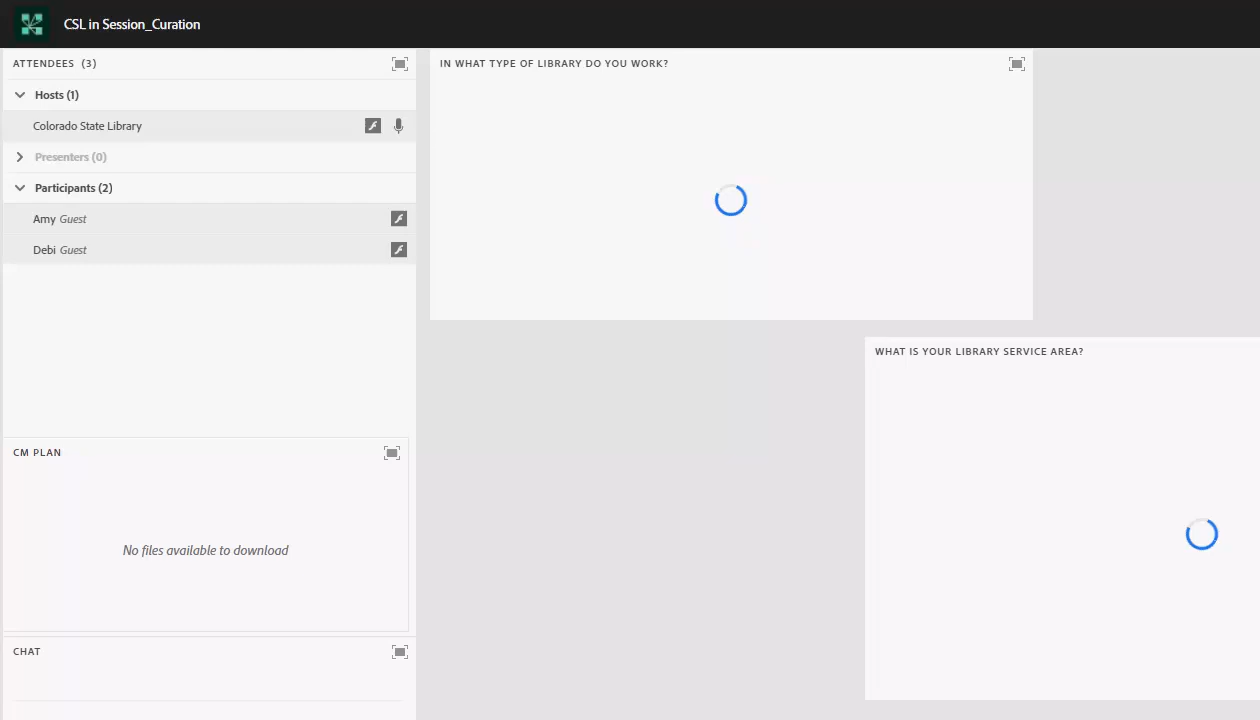 CSL in Session_Curation
ATTENDEES (3)
Hosts (1)
Colorado State Library
Presenters (0)
Participants (2)
Amy Guest
Debi Guest
CM PLAN
No files available to download
CHAT
IN WHAT TYPE OF LIBRARY DO YOU WORK?
WHAT IS YOUR LIBRARY SERVICE AREA?